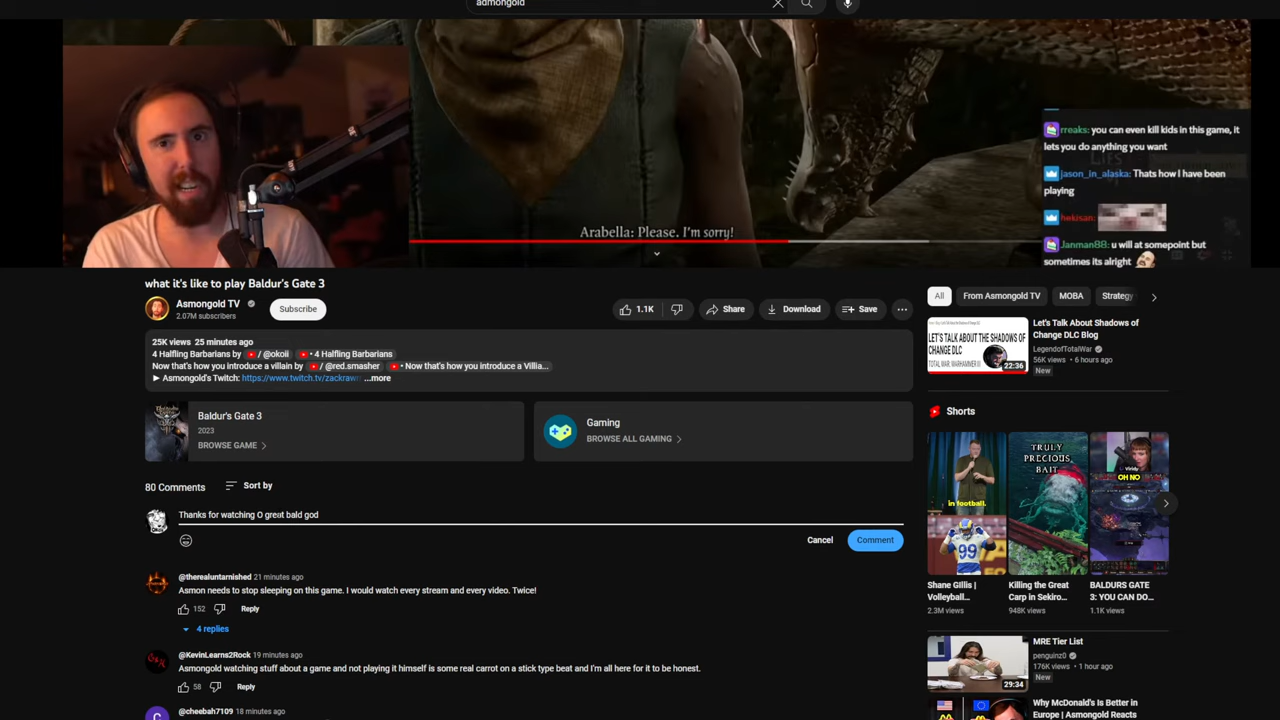 admongold
rreaks: you can even kill kids in this game, it
lets you do anything you want
LIES
Jason_in_alaska: Thats how I have been
playing
hekisan:
Janman88: u will at somepoint but
sometimes its alright
Arabella: Please. I'm sorry!
what it's like to play Baldur's Gate 3
Asmongold TV
2.07M subscribers
Subscribe
1.1K
Share
Download
Save
25K views 25 minutes ago
4 Halfling Barbarians by / @okoii • 4 Halfling Barbarians
Now that's how you introduce a villain by / @red.smasher • Now that's how you introduce a Villia...
► Asmongold's Twitch: https://www.twitch.tv/zackraw ...more
Baldur's Gate 3
2023
BROWSE GAME
Gaming
BROWSE ALL GAMING
80 Comments
Sort by
Thanks for watching O great bald god
Cancel
Comment
@therealuntarnished 21 minutes ago
Asmon needs to stop sleeping on this game. I would watch every stream and every video. Twice!
152
Reply
4 replies
@KevinLearns2Rock 19 minutes ago
Asmongold watching stuff about a game and not playing it himself is some real carrot on a stick type beat and I'm all here for it to be honest.
58
Reply
C
@cheebah7109 18 minutes ago
All
From Asmongold TV
MOBA
Strategy
LET'S TALK ABOUT THE SHADOWS
OF CHANGE DLC
TOTAL WAR: WARHAMMER III
22:36
Let's Talk About Shadows of
Change DLC Blog
LegendofTotalWar
56K views • 6 hours ago
New
Shorts
in football.
99
TRULY
PRECIOUS
BAIT
Viridy
OH NO
Shane Gillis |
Volleyball...
2.3M views
Killing the Great
Carp in Sekiro...
948K views
BALDURS GATE
3: YOU CAN DO...
1.1K views
29:34
MRE Tier List
penguinz0
176K views • 1 hour ago
New
Why McDonald's Is Better in
Europe | Asmongold Reacts